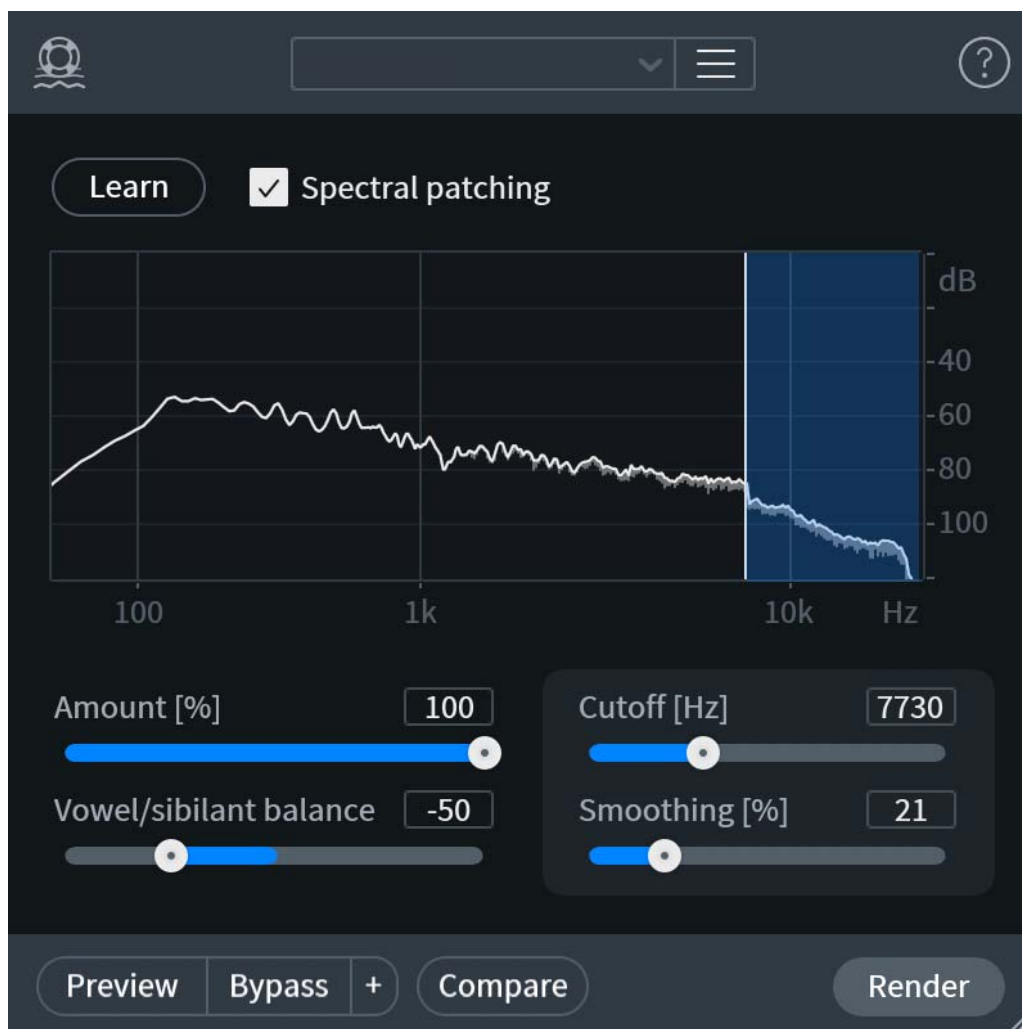 ?
Learn
Spectral patching
dB
40
60
80
100
100 1k 10k Hz
Amount [%] 100
Cutoff [Hz] 7730
Vowel/sibilant balance -50
Smoothing [%] 21
Preview Bypass + Compare Render